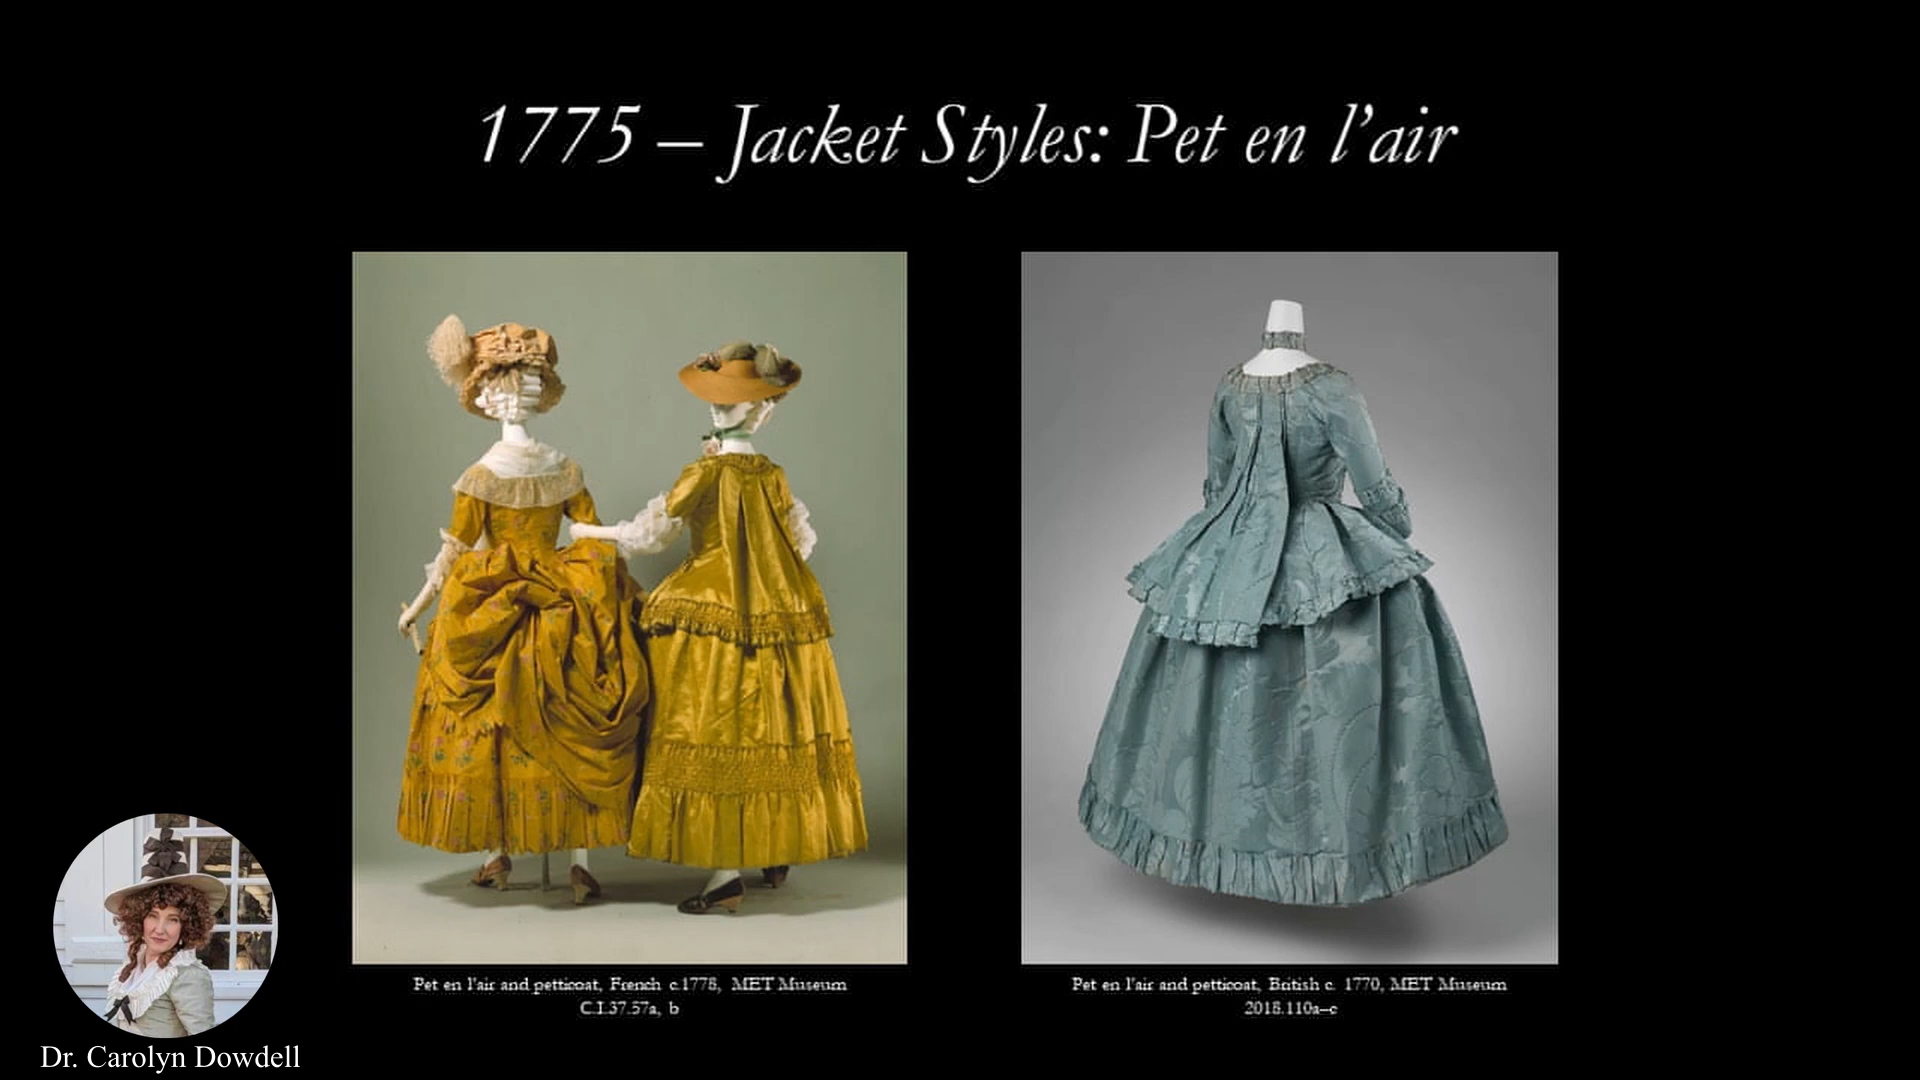 1775 – Jacket Styles: Pet en l'air
Pet en l'air and petticoat, French c.1778, MET Museum
C.I.37.57a, b
Pet en l'air and petticoat, British c. 1770, MET Museum
2018.110a–c
Dr. Carolyn Dowdell